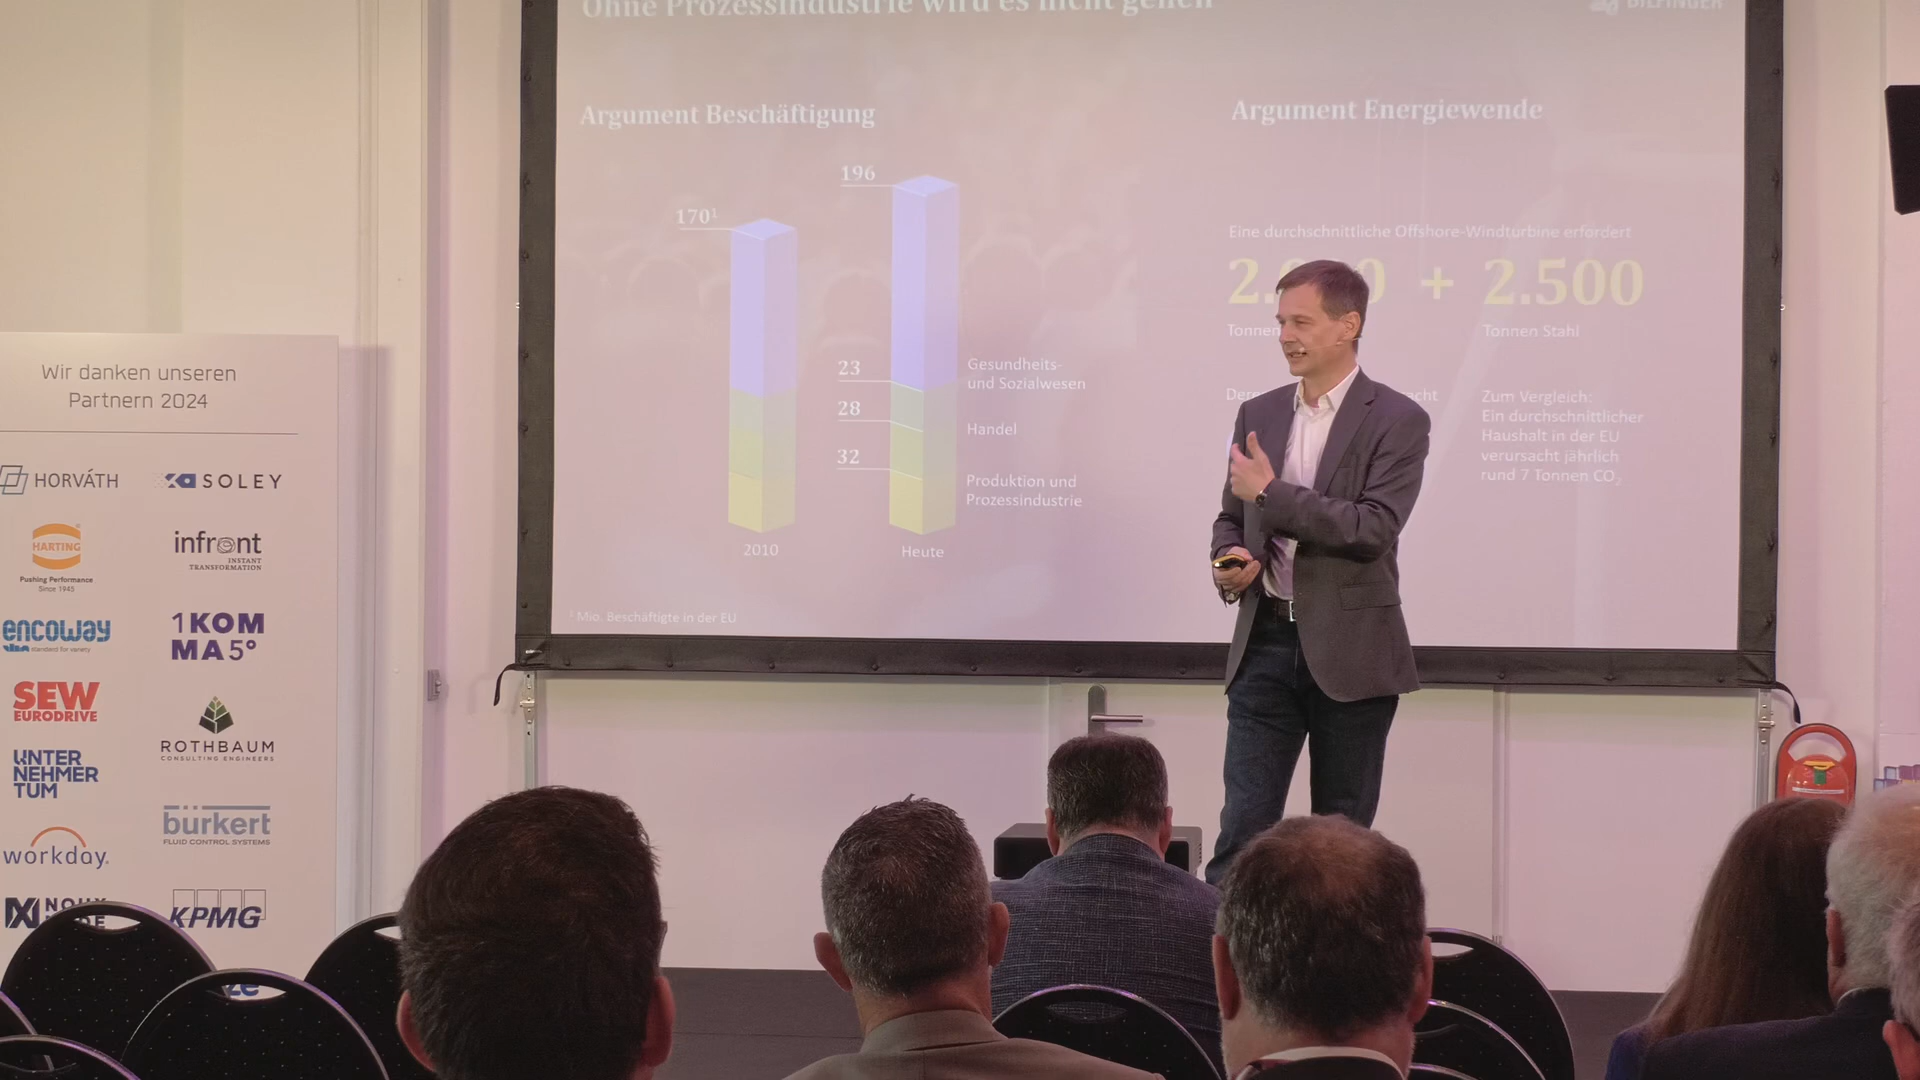 Ohne Prozessindustrie wird es nicht gehen
BILFINGER
Argument Beschäftigung
Argument Energiewende
196
170¹
23
28
32
Gesundheits-
und Sozialwesen
Handel
Produktion und
Prozessindustrie
2010
Heute
¹ Mio. Beschäftigte in der EU
Eine durchschnittliche Offshore-Windturbine erfordert
+ 2.500
Tonnen
Tonnen Stahl
Zum Vergleich:
Ein durchschnittlicher
Haushalt in der EU
verursacht jährlich
rund 7 Tonnen CO₂
Wir danken unseren
Partnern 2024
HORVÁTH
SOLEY
HARTING
Pushing Performance
Since 1945
infront
INSTANT
TRANSFORMATION
encoway
standard for variety
1KOM
MA5°
SEW
EURODRIVE
ROTHBAUM
CONSULTING ENGINEERS
UNTER
NEHMER
TUM
bürkert
FLUID CONTROL SYSTEMS
workday.
KPMG